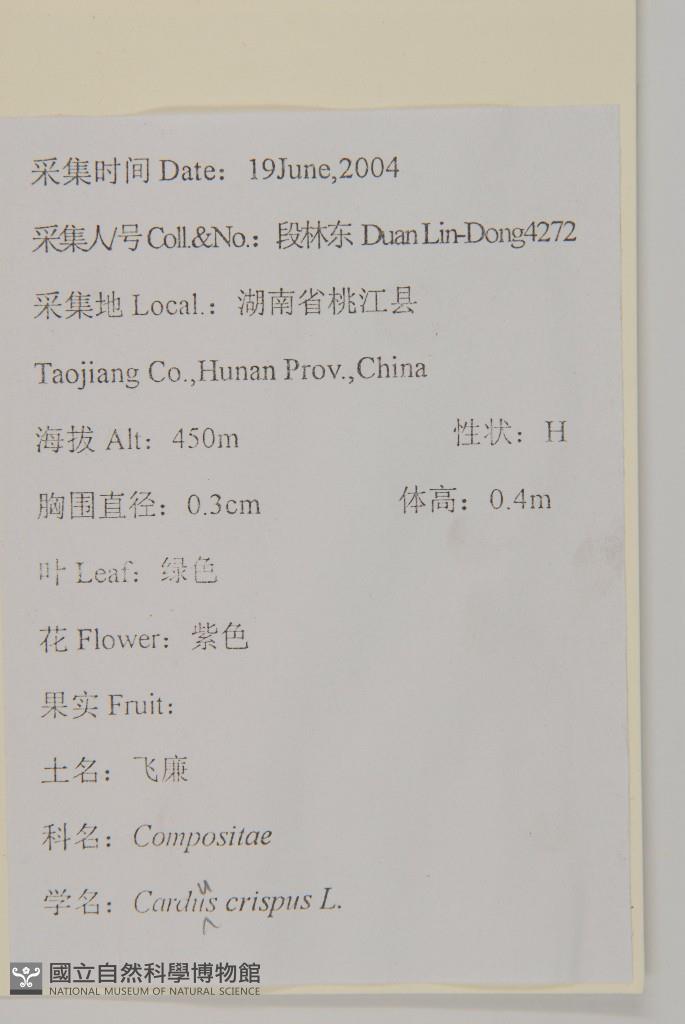 采集时间 Date： 19June,2004
采集人/号 Coll.&No.：段林东 Duan Lin-Dong4272
采集地 Local.：湖南省桃江县
Taojiang Co.,Hunan Prov.,China
海拔 Alt：450m 性状：H
胸围直径：0.3cm 体高：0.4m
叶 Leaf：绿色
花 Flower：紫色
果实 Fruit：
土名：飞廉
科名：Compositae
学名：Cardius crispus L.
u
國立自然科學博物館
NATIONAL MUSEUM OF NATURAL SCIENCE